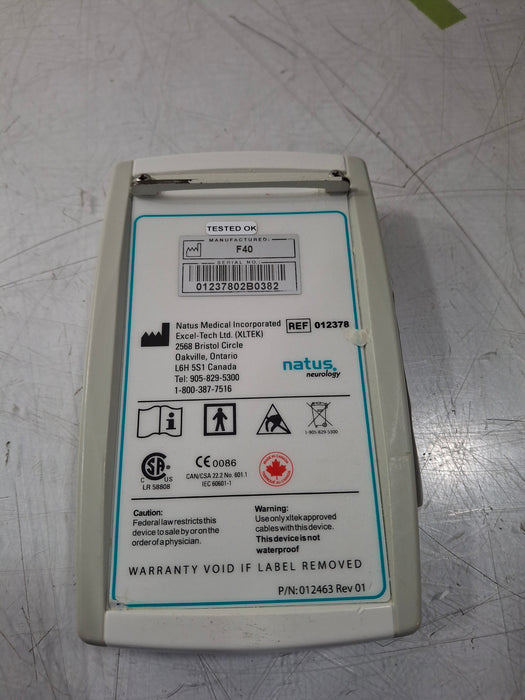 TESTED OK
MANUFACTURED:
F40
SERIAL NO.:
01237802B0382
Natus Medical Incorporated
Excel-Tech Ltd. (XLTEK)
2568 Bristol Circle
Oakville, Ontario
L6H 5S1 Canada
Tel: 905-829-5300
1-800-387-7516
REF 012378
natus
neurology
1-905-829-5300
C US
LR 58808
CE 0086
CAN/CSA 22.2 No. 601.1
IEC 60601-1
Caution:
Federal law restricts this
device to sale by or on the
order of a physician.
Warning:
Use only xltek approved
cables with this device.
This device is not
waterproof
WARRANTY VOID IF LABEL REMOVED
P/N: 012463 Rev 01